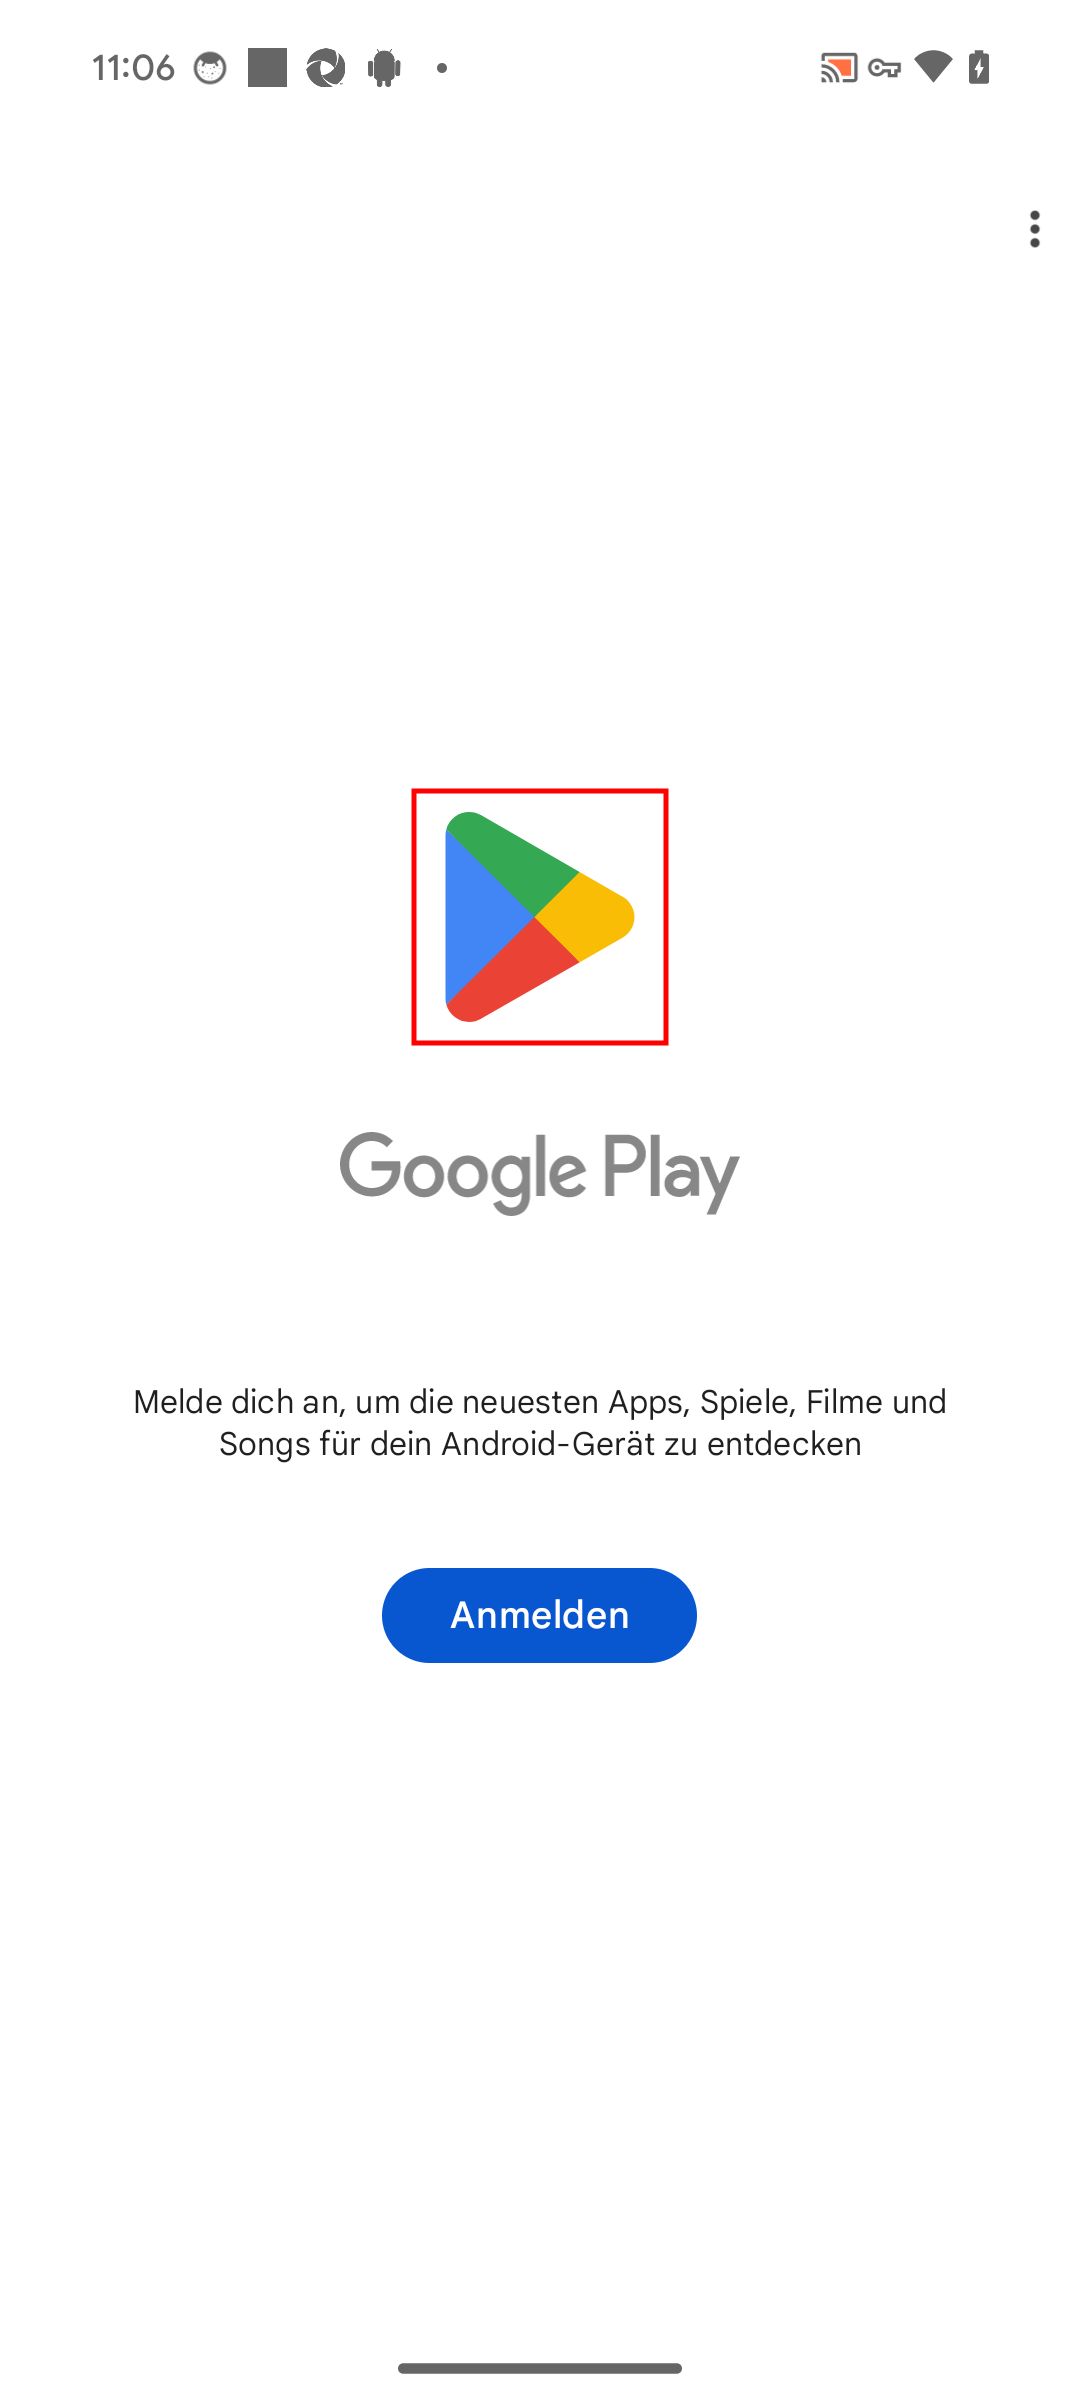 11:06
Google Play
Melde dich an, um die neuesten Apps, Spiele, Filme und
Songs für dein Android-Gerät zu entdecken
Anmelden